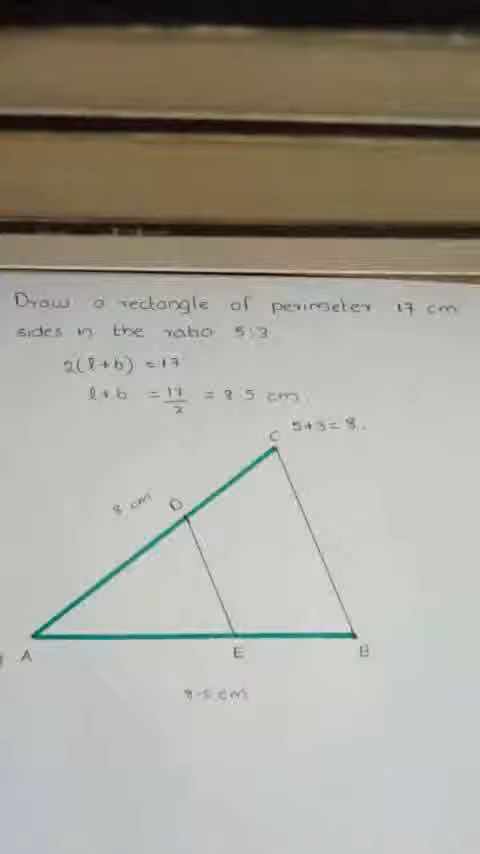 Draw a rectangle of perimeter 17 cm
sides in the ratio 5:3
2(l+b) = 17
l+b = 17/2 = 8.5 cm.
5+3=8.
C
8 cm
D
A
E
B
8.5 cm